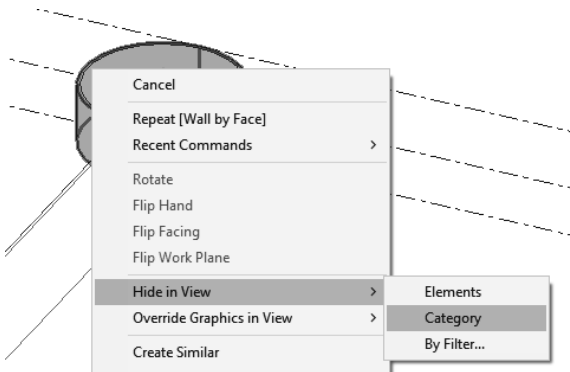 Cancel
Repeat [Wall by Face]
Recent Commands
Rotate
Flip Hand
Flip Facing
Flip Work Plane
Hide in View
Elements
Override Graphics in View
Category
By Filter...
Create Similar